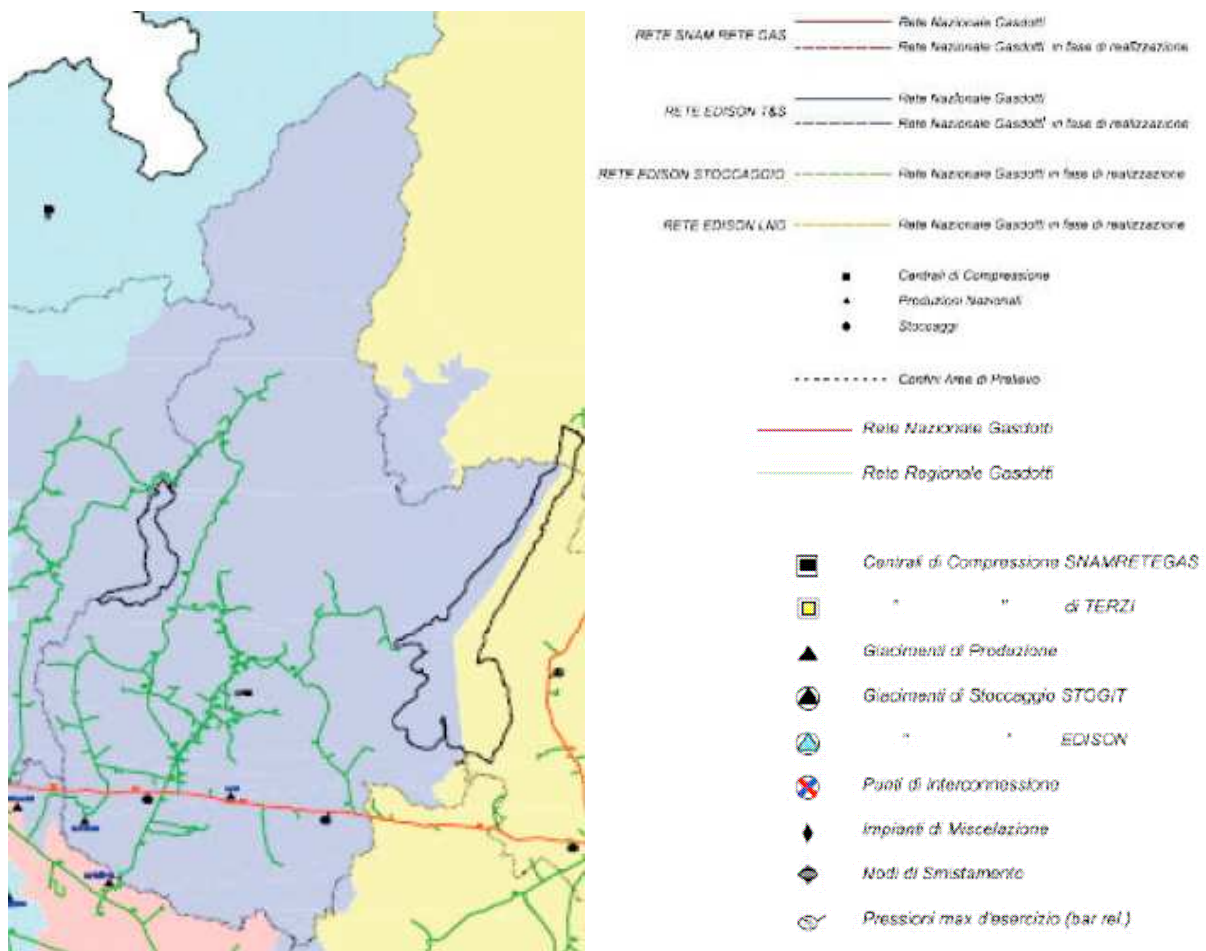 Rete Nazionale Gasdotti
RETE SNAM RETE GAS
Rete Nazionale Gasdotti in fase di realizzazione
Rete Nazionale Gasdotti
RETE EDISON T&S
Rete Nazionale Gasdotti in fase di realizzazione
RETE EDISON STOCCAGGIO
Rete Nazionale Gasdotti in fase di realizzazione
RETE EDISON LNG
Rete Nazionale Gasdotti in fase di realizzazione
Centrali di Compressione
Produzioni Nazionali
Stoccaggi
Confini Aree di Prelievo
Rete Nazionale Gasdotti
Rete Regionale Gasdotti
Centrali di Compressione SNAMRETEGAS
" " di TERZI
Giacimenti di Produzione
Giacimenti di Stoccaggio STOGIT
" " EDISON
Punti di Interconnessione
Impianti di Miscelazione
Nodi di Smistamento
Pressioni max d'esercizio (bar rel.)